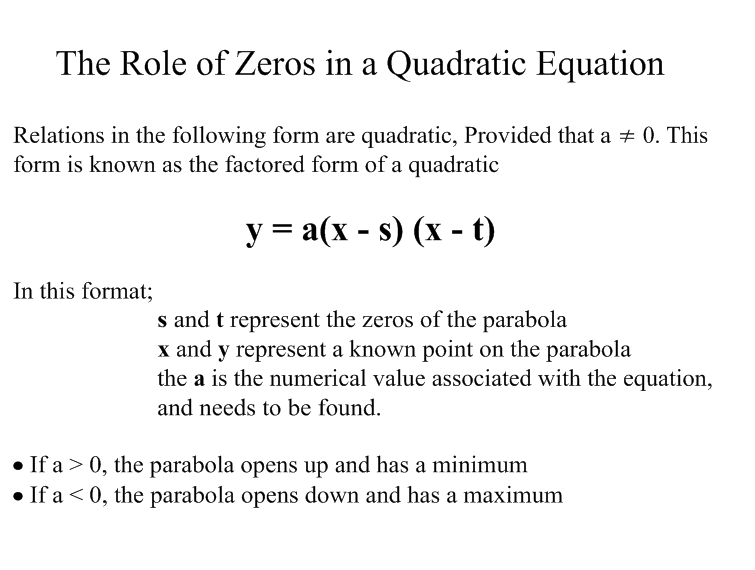 The Role of Zeros in a Quadratic Equation
Relations in the following form are quadratic, Provided that a ≠ 0. This
form is known as the factored form of a quadratic
y = a(x - s) (x - t)
In this format;
s and t represent the zeros of the parabola
x and y represent a known point on the parabola
the a is the numerical value associated with the equation,
and needs to be found.
• If a > 0, the parabola opens up and has a minimum
• If a < 0, the parabola opens down and has a maximum